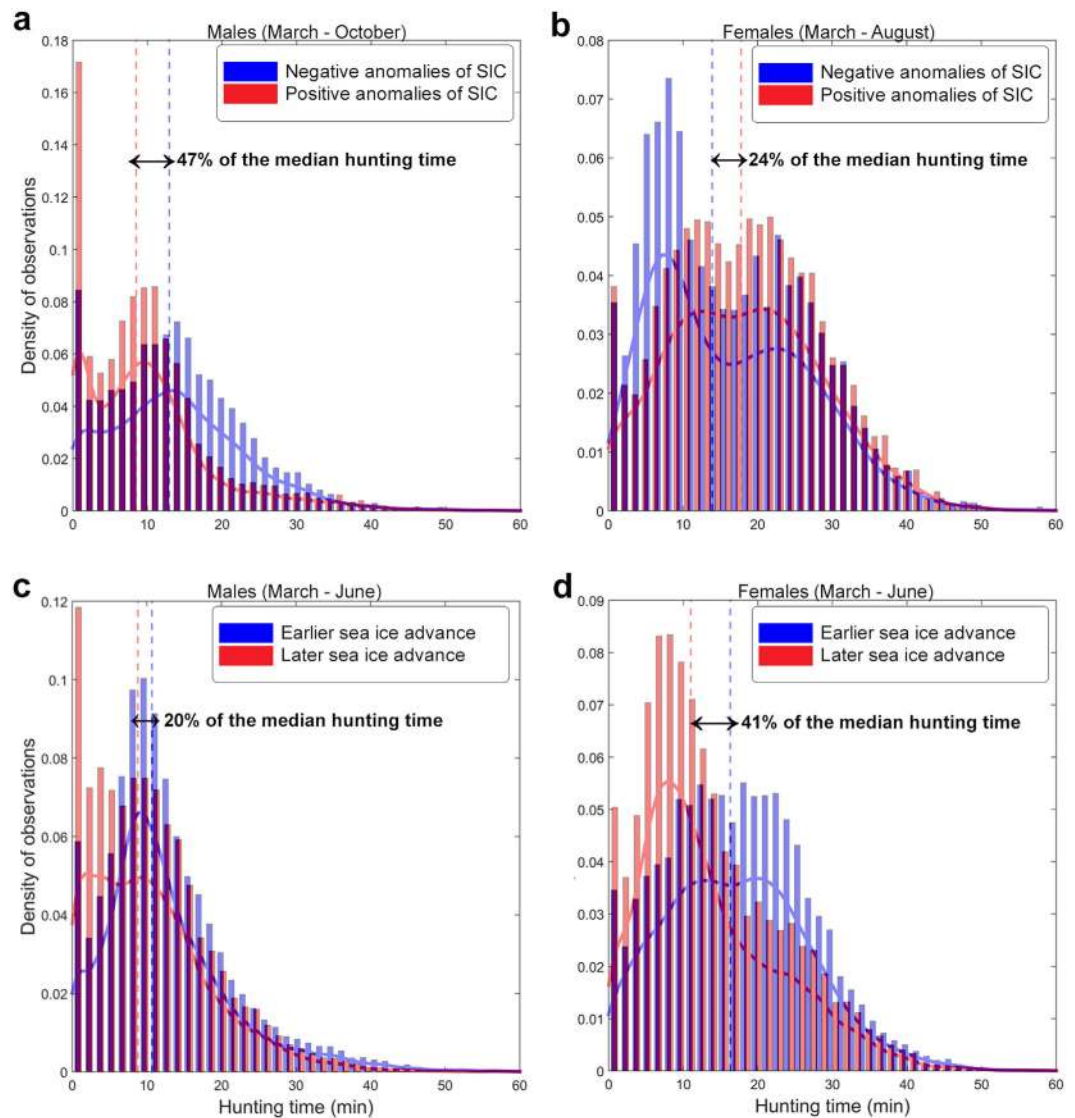 a
Males (March - October)
Negative anomalies of SIC
Positive anomalies of SIC
47% of the median hunting time
Density of observations
0.18
0.16
0.14
0.12
0.1
0.08
0.06
0.04
0.02
0
0 10 20 30 40 50 60
b
Females (March - August)
Negative anomalies of SIC
Positive anomalies of SIC
24% of the median hunting time
0.08
0.07
0.06
0.05
0.04
0.03
0.02
0.01
0
0 10 20 30 40 50 60
c
Males (March - June)
Earlier sea ice advance
Later sea ice advance
20% of the median hunting time
Density of observations
0.12
0.1
0.08
0.06
0.04
0.02
0
0 10 20 30 40 50 60
Hunting time (min)
d
Females (March - June)
Earlier sea ice advance
Later sea ice advance
41% of the median hunting time
0.09
0.08
0.07
0.06
0.05
0.04
0.03
0.02
0.01
0
0 10 20 30 40 50 60
Hunting time (min)